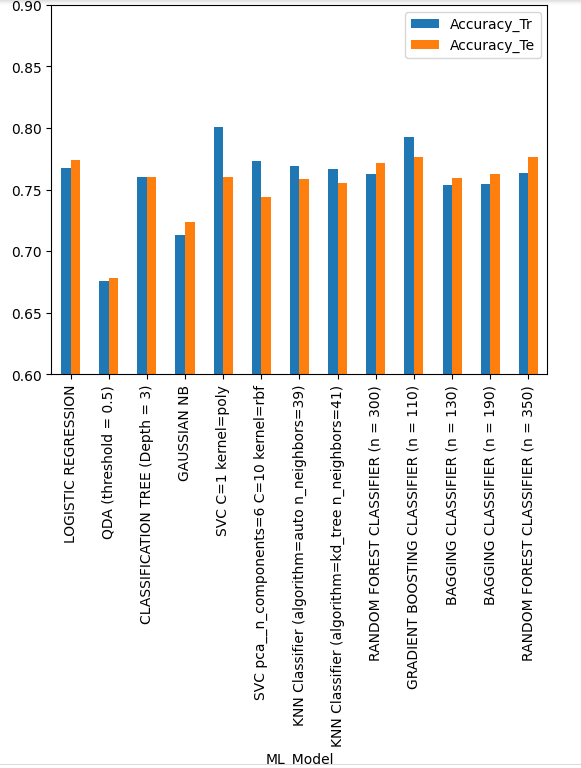 0.90
0.85
0.80
0.75
0.70
0.65
0.60
Accuracy_Tr
Accuracy_Te
LOGISTIC REGRESSION
QDA (threshold = 0.5)
CLASSIFICATION TREE (Depth = 3)
GAUSSIAN NB
SVC C=1 kernel=poly
SVC pca__n_components=6 C=10 kernel=rbf
KNN Classifier (algorithm=auto n_neighbors=39)
KNN Classifier (algorithm=kd_tree n_neighbors=41)
RANDOM FOREST CLASSIFIER (n = 300)
GRADIENT BOOSTING CLASSIFIER (n = 110)
BAGGING CLASSIFIER (n = 130)
BAGGING CLASSIFIER (n = 190)
RANDOM FOREST CLASSIFIER (n = 350)
ML_Model